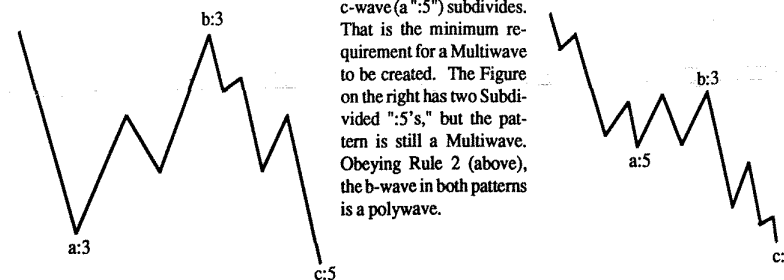 b:3
a:3
c:5
c-wave (a ":5") subdivides.
That is the minimum re-
quirement for a Multiwave
to be created. The Figure
on the right has two Subdi-
vided ":5's," but the pat-
tern is still a Multiwave.
Obeying Rule 2 (above),
the b-wave in both patterns
is a polywave.
b:3
a:5
c: